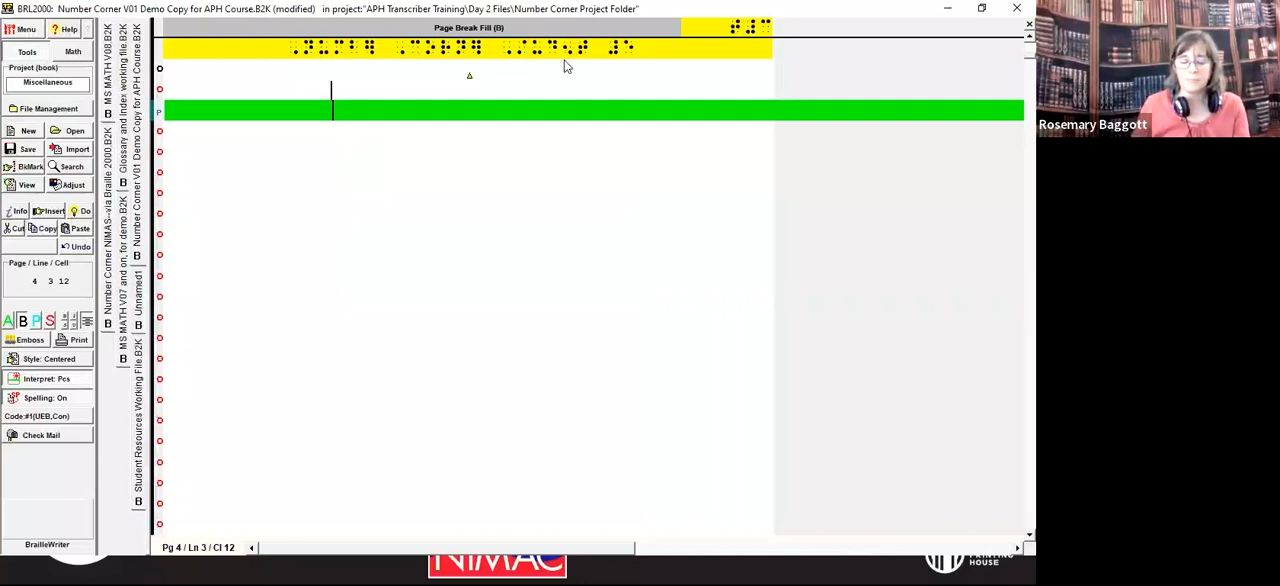 BRL2000: Number Corner V01 Demo Copy for APH Course.B2K (modified) in project:"APH Transcriber Training\Day 2 Files\Number Corner Project Folder"
Menu ? Help ?
Page Break Fill (B)
Tools Math
Project (book)
Miscellaneous
File Management
New Open
Save Import
BkMark Search
View Adjust
Info Insert Do
Cut Copy Paste
Undo
Page / Line / Cell
4 3 12
A B P S
Emboss Print
Style: Centered
Interpret: Pcs
Spelling: On
Code:#1(UEB,Con)
Check Mail
BrailleWriter
B Number Corner NIMAS--via Braille 2000.B2K
B MS MATH V08.B2K
B MS MATH V07 and on, for demo.B2K
B Glossary and Index working file.B2K
B Student Resources Working File.B2K
B Unnamed1
B Number Corner V01 Demo Copy for APH Course.B2K
P
Pg 4 / Ln 3 / Cl 12
Rosemary Baggott
NIMAC
HOUSE